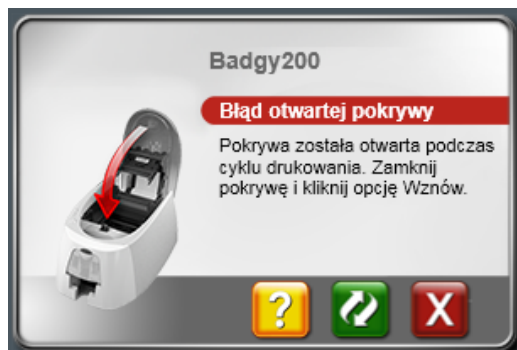 Badgy200
Błąd otwartej pokrywy
Pokrywa została otwarta podczas
cyklu drukowania. Zamknij
pokrywę i kliknij opcję Wznów.
? X